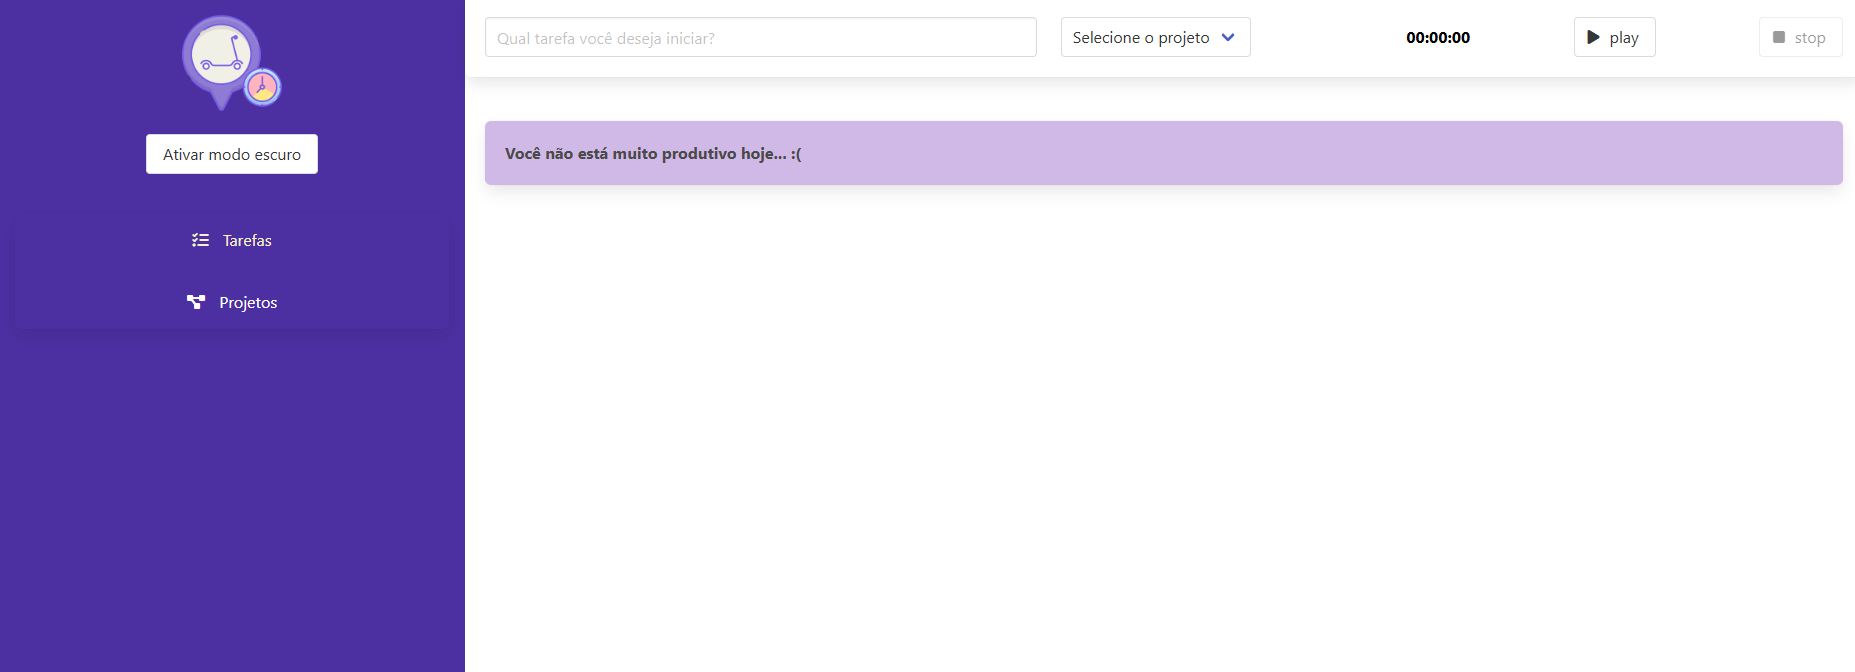 Ativar modo escuro
Tarefas
Projetos
Qual tarefa você deseja iniciar?
Selecione o projeto
00:00:00
play
stop
Você não está muito produtivo hoje... :(